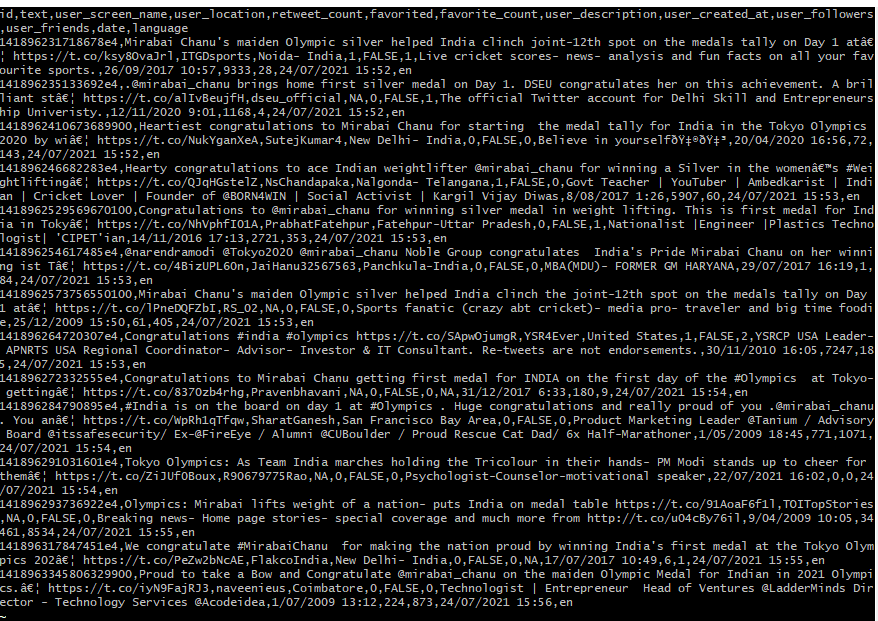 id,text,user_screen_name,user_location,retweet_count,favorited,favorite_count,user_description,user_created_at,user_followers
,user_friends,date,language
141896231718678e4,Mirabai Chanu's maiden Olympic silver helped India clinch joint-12th spot on the medals tally on Day 1 atâ€
¦ https://t.co/ksy8OvaJrl,ITGDsports,Noida- India,1,FALSE,1,Live cricket scores- news- analysis and fun facts on all your fav
ourite sports.,26/09/2017 10:57,9333,28,24/07/2021 15:52,en
141896235133692e4,.@mirabai_chanu brings home first silver medal on Day 1. DSEU congratulates her on this achievement. A bril
liant stâ€¦ https://t.co/alIvBeujfH,dseu_official,NA,0,FALSE,1,The official Twitter account for Delhi Skill and Entrepreneurs
hip Univeristy.,12/11/2020 9:01,1168,4,24/07/2021 15:52,en
1418962410673689900,Heartiest congratulations to Mirabai Chanu for starting  the medal tally for India in the Tokyo Olympics
2020 by wiâ€¦ https://t.co/NukYganXeA,SutejKumar4,New Delhi- India,0,FALSE,0,Believe in yourselfðŸ‡®ðŸ‡³,20/04/2020 16:56,72,
143,24/07/2021 15:52,en
141896246682283e4,Hearty congratulations to ace Indian weightlifter @mirabai_chanu for winning a Silver in the womenâ€™s #Wei
ghtliftingâ€¦ https://t.co/QJqHGstelZ,NsChandapaka,Nalgonda- Telangana,1,FALSE,0,Govt Teacher | YouTuber | Ambedkarist | Indi
an | Cricket Lover | Founder of @BORN4WIN | Social Activist | Kargil Vijay Diwas,8/08/2017 1:26,5907,60,24/07/2021 15:53,en
1418962529569670100,Congratulations to @mirabai_chanu for winning silver medal in weight lifting. This is first medal for Ind
ia in Tokyâ€¦ https://t.co/NhVphfIO1A,PrabhatFatehpur,Fatehpur-Uttar Pradesh,0,FALSE,1,Nationalist |Engineer |Plastics Techno
logist| 'CIPET'ian,14/11/2016 17:13,2721,353,24/07/2021 15:53,en
141896254617485e4,@narendramodi @Tokyo2020 @mirabai_chanu Noble Group congratulates  India's Pride Mirabai Chanu on her winni
ng ist Tâ€¦ https://t.co/4BizUPL6On,JaiHanu32567563,Panchkula-India,0,FALSE,0,MBA(MDU)- FORMER GM HARYANA,29/07/2017 16:19,1,
84,24/07/2021 15:53,en
1418962573756550100,Mirabai Chanu's maiden Olympic silver helped India clinch the joint-12th spot on the medals tally on Day
1 atâ€¦ https://t.co/lPneDQFZbI,RS_02,NA,0,FALSE,0,Sports fanatic (crazy abt cricket)- media pro- traveler and big time foodi
e,25/12/2009 15:50,61,405,24/07/2021 15:53,en
141896264720307e4,Congratulations #india #olympics https://t.co/SApwOjumgR,YSR4Ever,United States,1,FALSE,2,YSRCP USA Leader-
APNRTS USA Regional Coordinator- Advisor- Investor & IT Consultant. Re-tweets are not endorsements.,30/11/2010 16:05,7247,18
5,24/07/2021 15:53,en
141896272332555e4,Congratulations to Mirabai Chanu getting first medal for INDIA on the first day of the #Olympics  at Tokyo-
gettingâ€¦ https://t.co/837Ozb4rhg,Pravenbhavani,NA,0,FALSE,0,NA,31/12/2017 6:33,180,9,24/07/2021 15:54,en
141896284790895e4,#India is on the board on day 1 at #Olympics . Huge congratulations and really proud of you .@mirabai_chanu
. You anâ€¦ https://t.co/WpRh1qTfqw,SharatGanesh,San Francisco Bay Area,0,FALSE,0,Product Marketing Leader @Tanium / Advisory
Board @itssafesecurity/ Ex-@FireEye / Alumni @CUBoulder / Proud Rescue Cat Dad/ 6x Half-Marathoner,1/05/2009 18:45,771,1071,
24/07/2021 15:54,en
141896291031601e4,Tokyo Olympics: As Team India marches holding the Tricolour in their hands- PM Modi stands up to cheer for
themâ€¦ https://t.co/ZiJUfOBoux,R90679775Rao,NA,0,FALSE,0,Psychologist-Counselor-motivational speaker,22/07/2021 16:02,0,0,24
/07/2021 15:54,en
141896293736922e4,Olympics: Mirabai lifts weight of a nation- puts India on medal table https://t.co/91AoaF6f1l,TOITopStories
,NA,0,FALSE,0,Breaking news- Home page stories- special coverage and much more from http://t.co/uO4cBy76il,9/04/2009 10:05,34
461,8534,24/07/2021 15:55,en
141896317847451e4,We congratulate #MirabaiChanu  for making the nation proud by winning India's first medal at the Tokyo Olym
pics 202â€¦ https://t.co/PeZw2bNcAE,FlakcoIndia,New Delhi- India,0,FALSE,0,NA,17/07/2017 10:49,6,1,24/07/2021 15:55,en
1418963345806329900,Proud to take a Bow and Congratulate @mirabai_chanu on the maiden Olympic Medal for Indian in 2021 Olympi
cs.â€¦ https://t.co/iyN9FajRJ3,naveenieus,Coimbatore,0,FALSE,0,Technologist | Entrepreneur  Head of Ventures @LadderMinds Dir
ector - Technology Services @Acodeidea,1/07/2009 13:12,224,873,24/07/2021 15:56,en
~